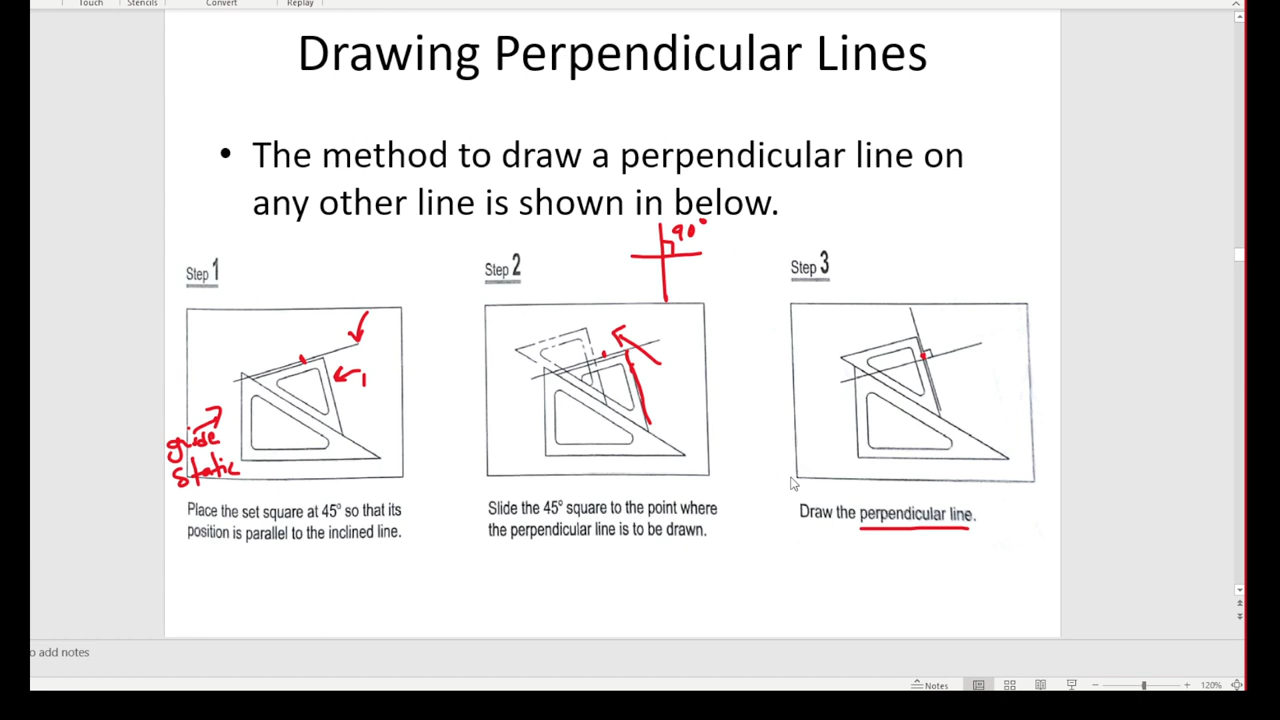 Touch Stencils Convert Replay
Drawing Perpendicular Lines
• The method to draw a perpendicular line on
any other line is shown in below.
90°
Step 1
Step 2
Step 3
1
static
Place the set square at 45° so that its
position is parallel to the inclined line.
Slide the 45° square to the point where
the perpendicular line is to be drawn.
Draw the perpendicular line.
o add notes
Notes
120%